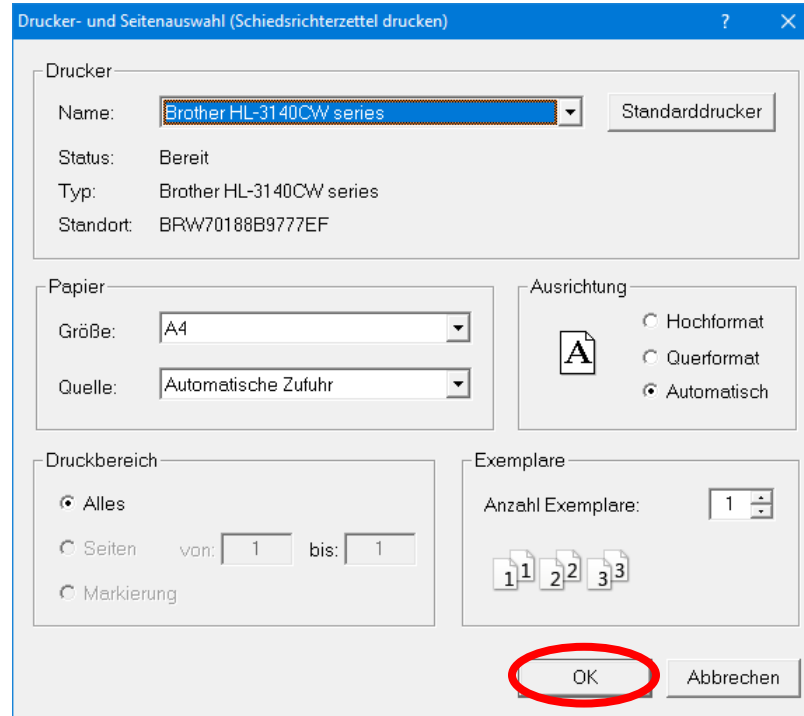 Drucker- und Seitenauswahl (Schiedsrichterzettel drucken) ? ×
Drucker
Name: Brother HL-3140CW series Standarddrucker
Status: Bereit
Typ: Brother HL-3140CW series
Standort: BRW70188B9777EF
Papier
Größe: A4
Quelle: Automatische Zufuhr
Ausrichtung
A
Hochformat
Querformat
Automatisch
Druckbereich
Alles
Seiten von: 1 bis: 1
Markierung
Exemplare
Anzahl Exemplare: 1
1 1 2 2 3 3
OK Abbrechen